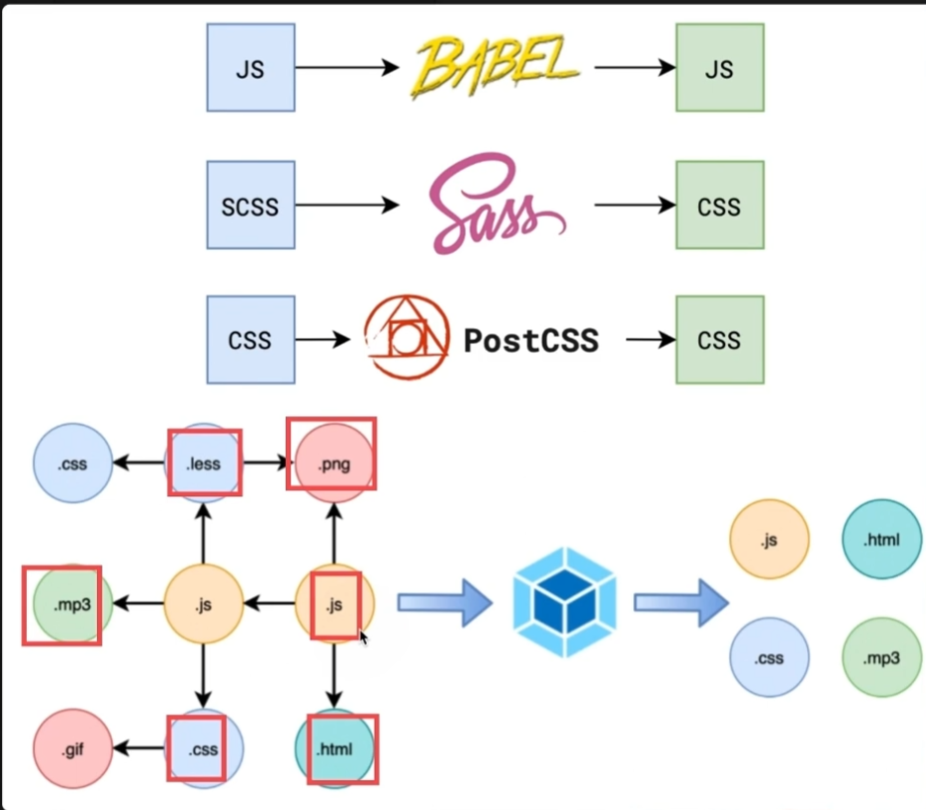 JS BABEL JS
SCSS Sass CSS
CSS PostCSS CSS
.css .less .png
.js .html
.mp3 .js .js
.css .mp3
.gif .css .html